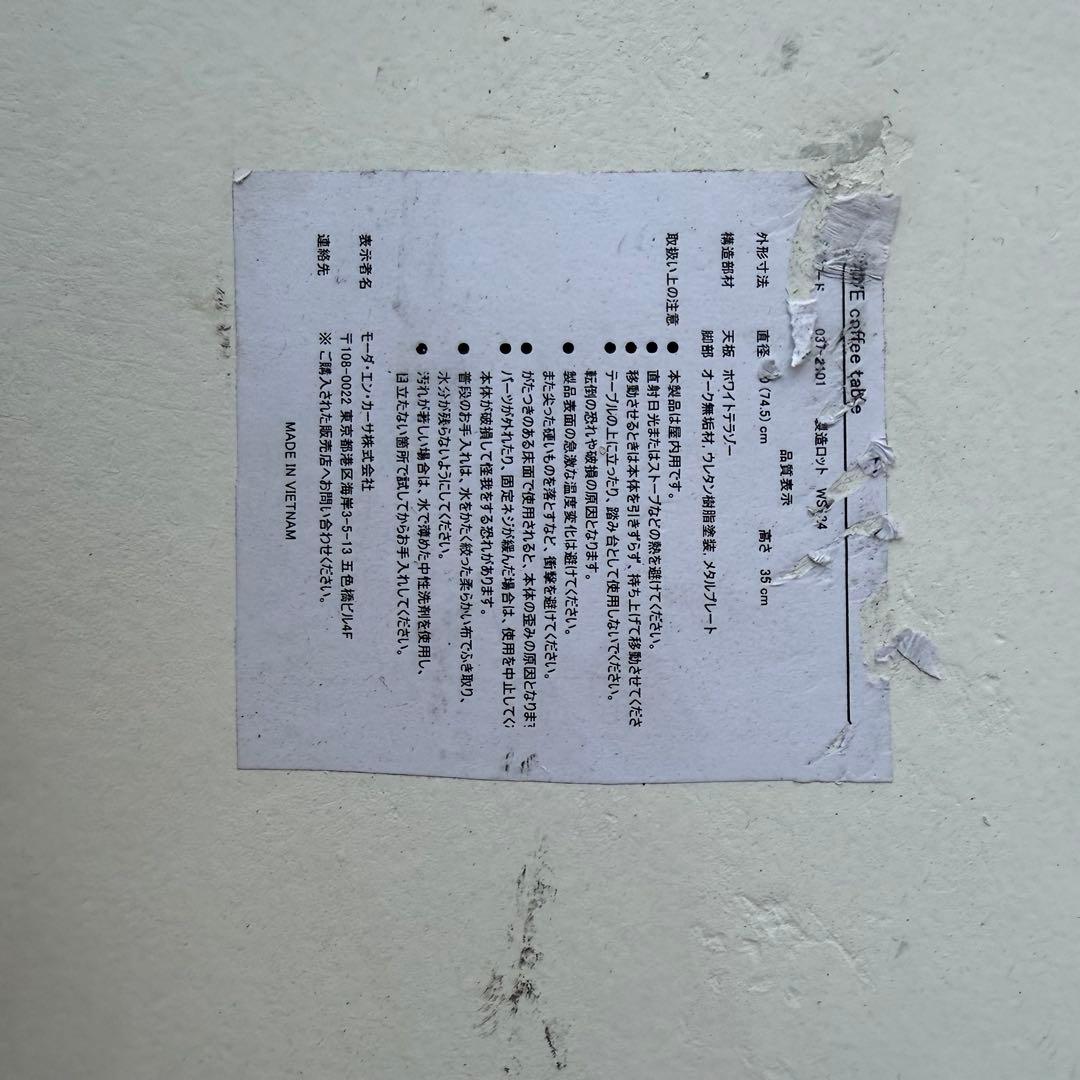 coffee table
037-2101 製造ロット
品質表示
外形寸法 直径 (74.5) cm 高さ 35 cm
構造部材 天板 ホワイトテラゾー
脚部 オーク無垢材, ウレタン樹脂塗装, メタルプレート
取扱い上の注意 ● 本製品は屋内用です。
● 直射日光またはストーブなどの熱を避けてください。
● 移動させるときは本体を引きずらず、持ち上げて移動させてくださ
● テーブルの上に立ったり、踏み台として使用しないでください。
転倒の恐れや破損の原因となります。
● 製品表面の急激な温度変化は避けてください。
また尖った硬いものを落とすなど、衝撃を避けてください。
● がたつきのある床面で使用されると、本体の歪みの原因となりま
● パーツが外れたり、固定ネジが緩んだ場合は、使用を中止して
本体が破損して怪我をする恐れがあります。
● 普段のお手入れは、水をかたく絞った柔らかい布でふき取り、
水分が残らないようにしてください。
● 汚れが著しい場合は、水で薄めた中性洗剤を使用し、
目立たない箇所で試してからお手入れしてください。
表示者名 モーダ・エン・カーサ株式会社
〒108-0022 東京都港区海岸3-5-13 五色橋ビル4F
連絡先 ※ ご購入された販売店へお問い合わせください。
MADE IN VIETNAM